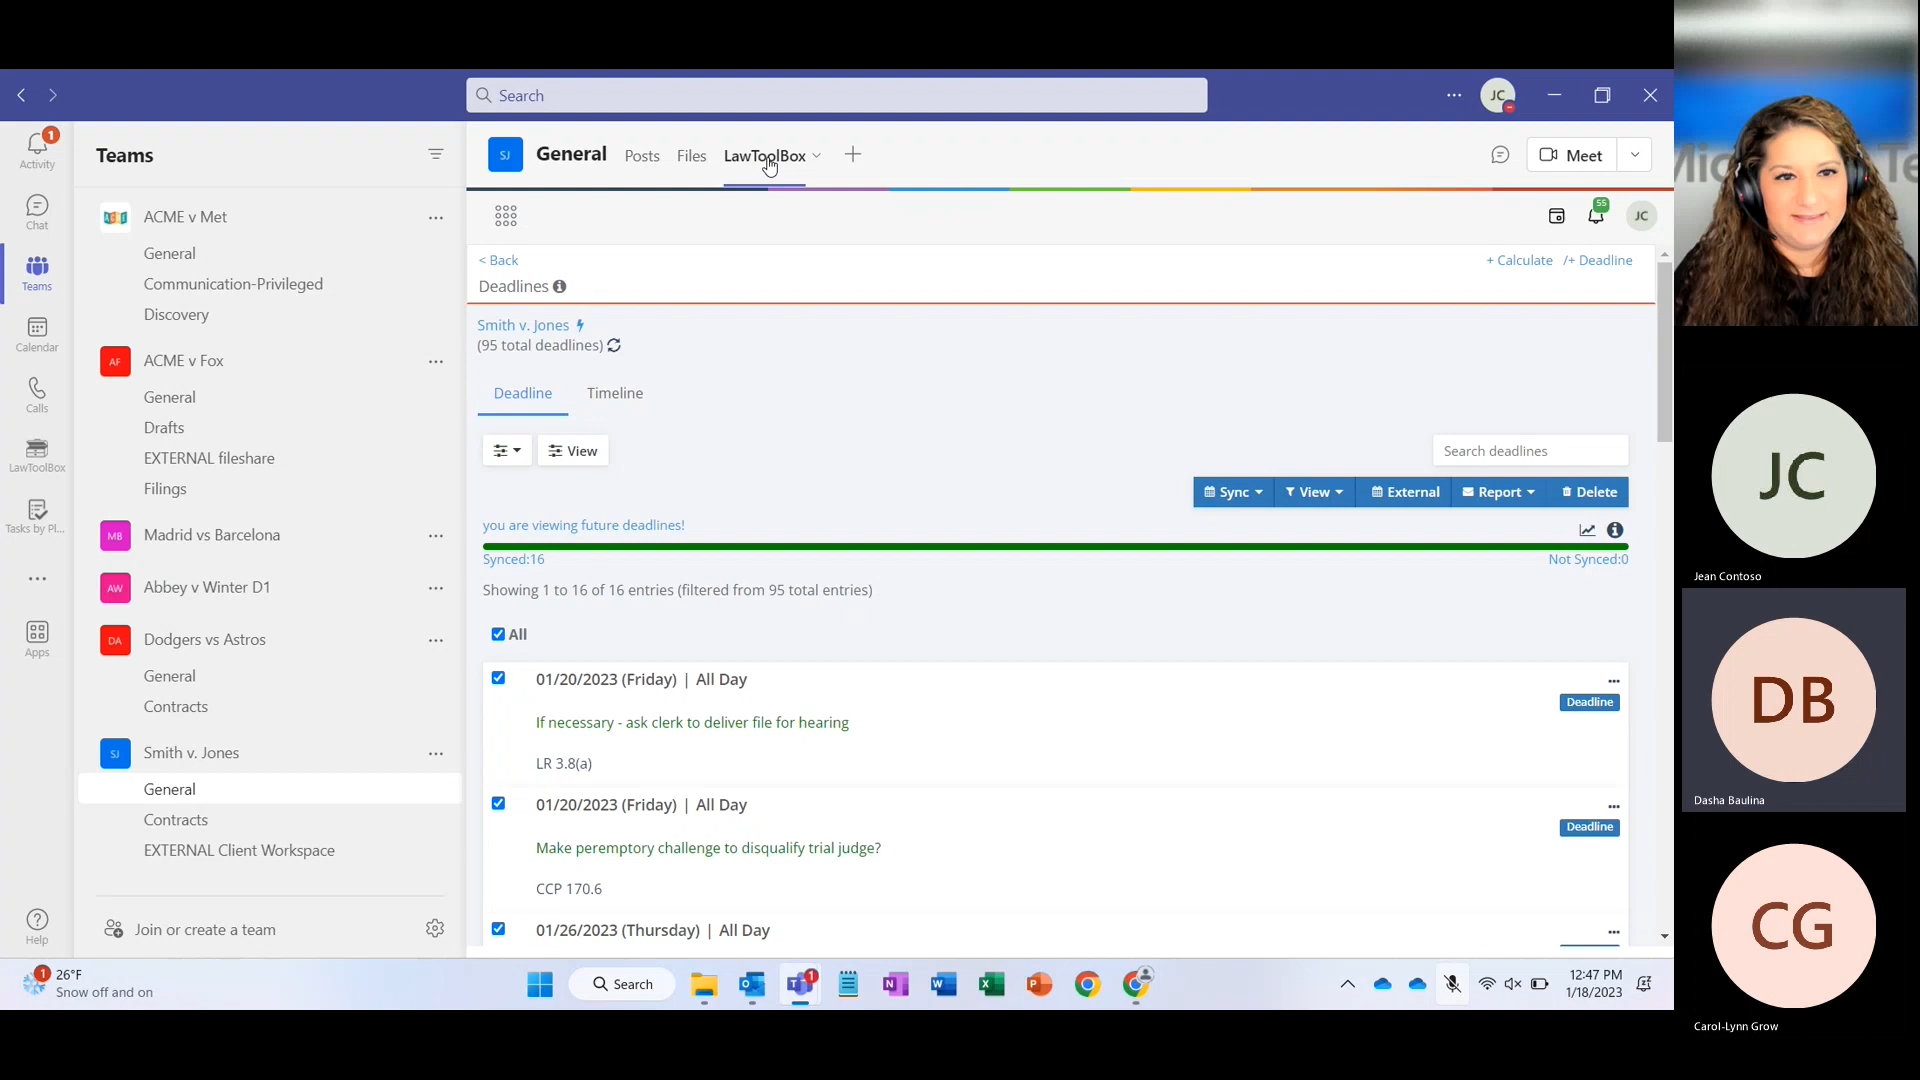 Search
JC
1
Activity
Chat
Teams
Calendar
Calls
LawToolBox
Tasks by Pl...
Apps
Help
Teams
ACME v Met
General
Communication-Privileged
Discovery
AF
ACME v Fox
General
Drafts
EXTERNAL fileshare
Filings
MB
Madrid vs Barcelona
AW
Abbey v Winter D1
DA
Dodgers vs Astros
General
Contracts
SJ
Smith v. Jones
General
Contracts
EXTERNAL Client Workspace
Join or create a team
SJ
General
Posts
Files
LawToolBox
Meet
55
JC
< Back
+ Calculate
/+ Deadline
Deadlines
Smith v. Jones
(95 total deadlines)
Deadline
Timeline
View
Search deadlines
Sync
View
External
Report
Delete
you are viewing future deadlines!
Synced:16
Not Synced:0
Showing 1 to 16 of 16 entries (filtered from 95 total entries)
All
01/20/2023 (Friday) | All Day
Deadline
If necessary - ask clerk to deliver file for hearing
LR 3.8(a)
01/20/2023 (Friday) | All Day
Deadline
Make peremptory challenge to disqualify trial judge?
CCP 170.6
01/26/2023 (Thursday) | All Day
1
26°F
Snow off and on
Search
1
12:47 PM
1/18/2023
JC
Jean Contoso
DB
Dasha Baulina
CG
Carol-Lynn Grow